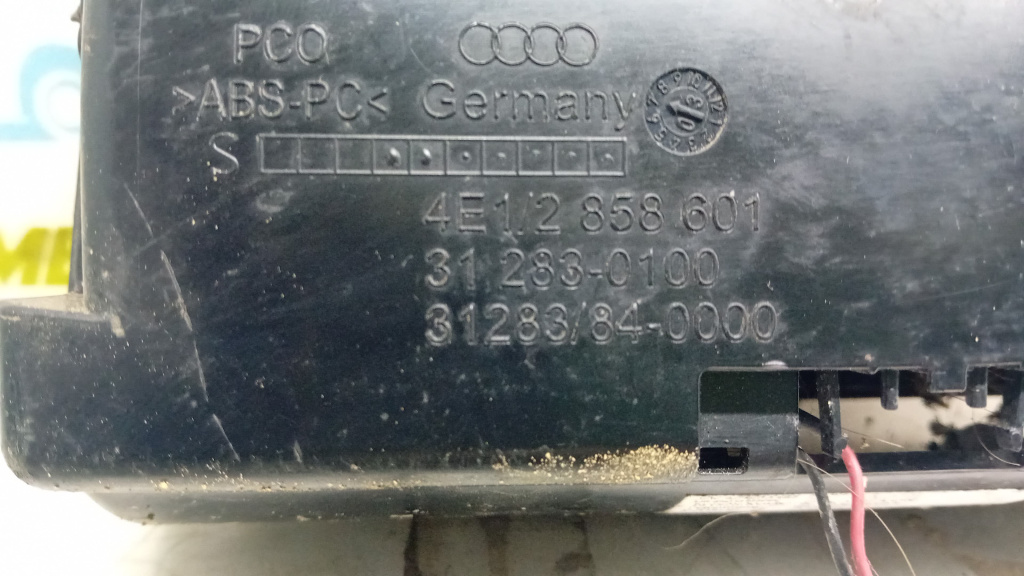 PCO
>ABS-PC< Germany
S
4E1/2 858 601
31 283-0100
31283/84-0000